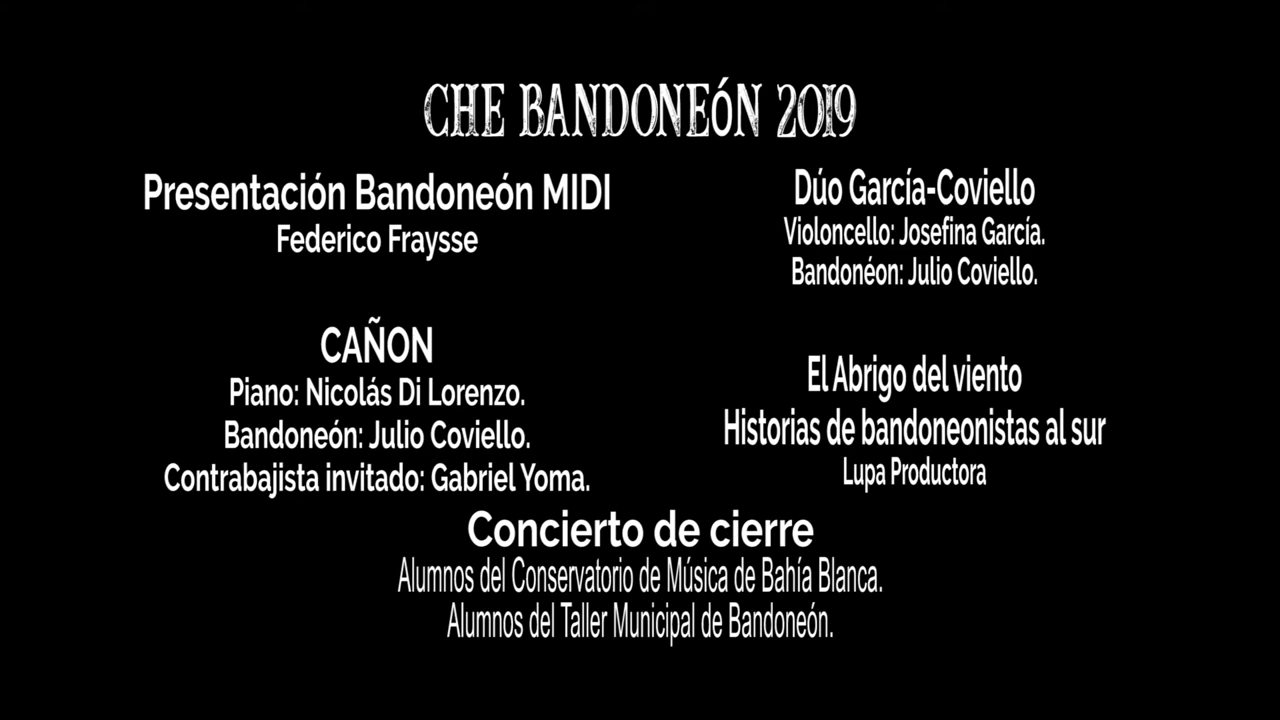 CHE BANDONEÓN 2019
Presentación Bandoneón MIDI
Federico Fraysse
Dúo García-Coviello
Violoncello: Josefina García.
Bandonéon: Julio Coviello.
CAÑON
Piano: Nicolás Di Lorenzo.
Bandoneón: Julio Coviello.
Contrabajista invitado: Gabriel Yoma.
El Abrigo del viento
Historias de bandoneonistas al sur
Lupa Productora
Concierto de cierre
Alumnos del Conservatorio de Música de Bahía Blanca.
Alumnos del Taller Municipal de Bandoneón.